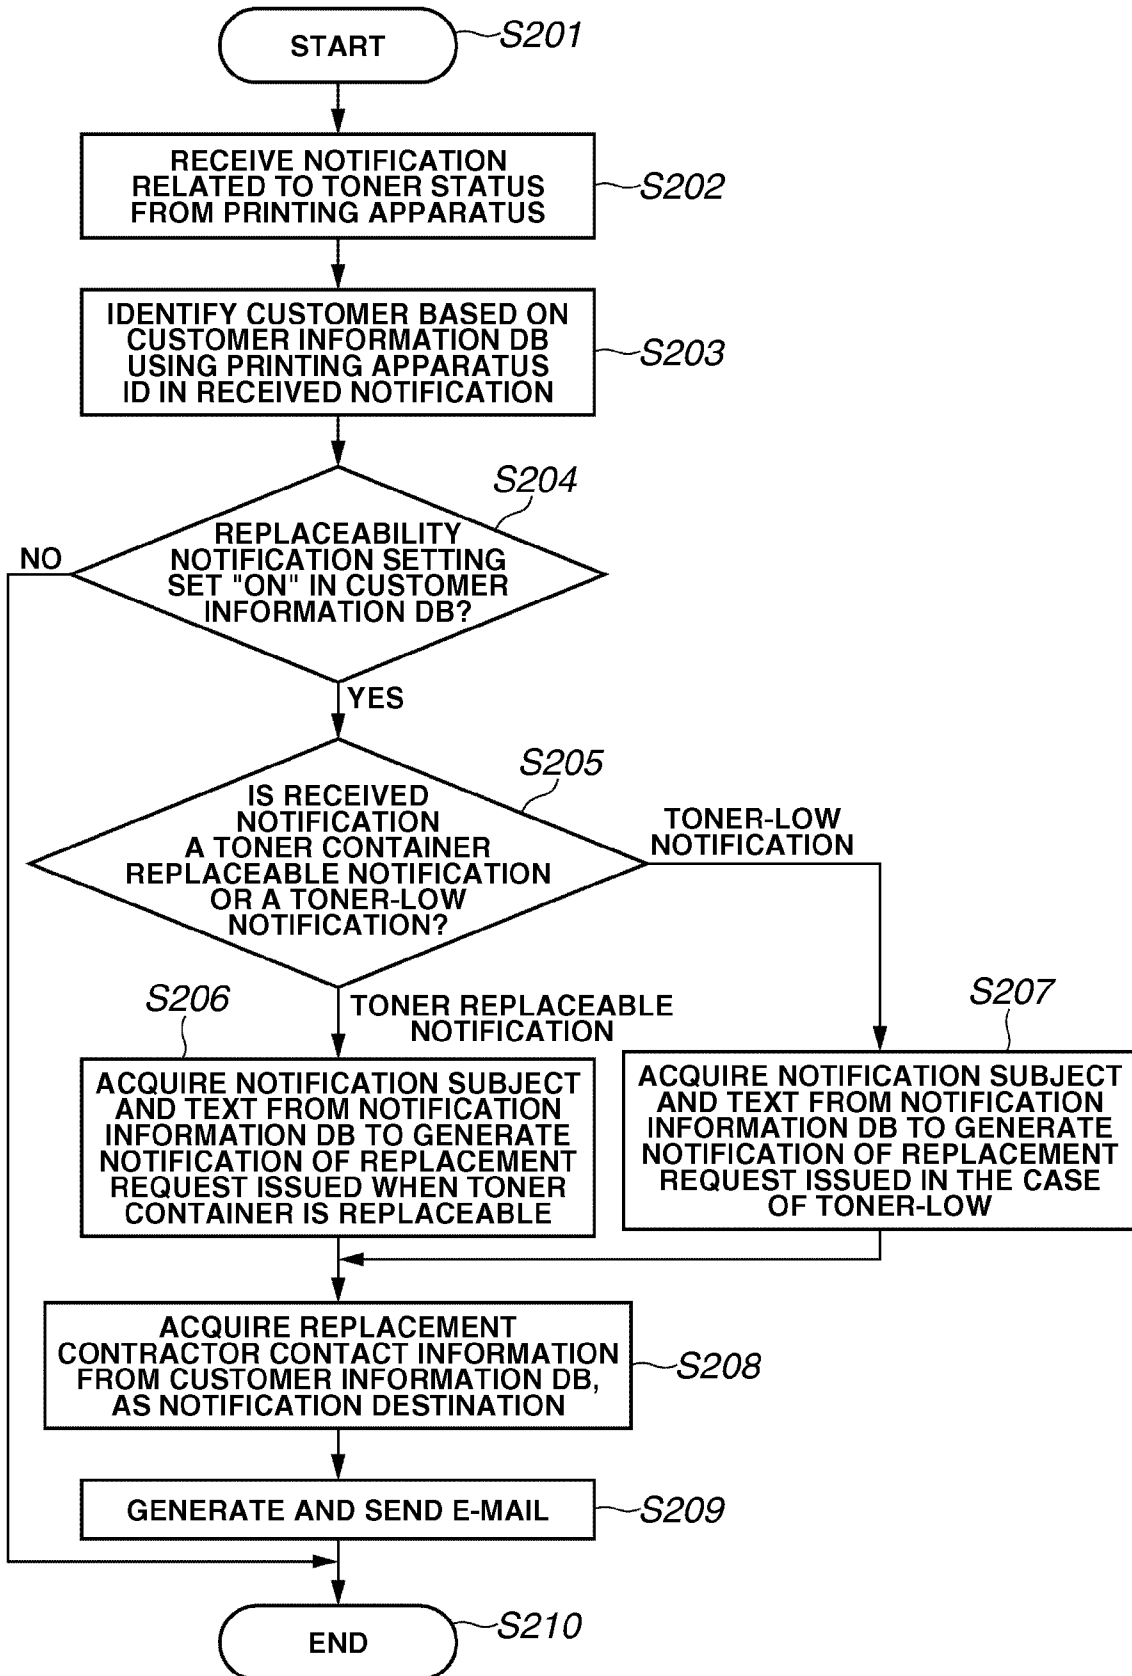 START
S201
RECEIVE NOTIFICATION
RELATED TO TONER STATUS
FROM PRINTING APPARATUS
S202
IDENTIFY CUSTOMER BASED ON
CUSTOMER INFORMATION DB
USING PRINTING APPARATUS
ID IN RECEIVED NOTIFICATION
S203
S204
REPLACEABILITY
NOTIFICATION SETTING
SET "ON" IN CUSTOMER
INFORMATION DB?
NO
YES
S205
IS RECEIVED
NOTIFICATION
A TONER CONTAINER
REPLACEABLE NOTIFICATION
OR A TONER-LOW
NOTIFICATION?
TONER-LOW
NOTIFICATION
TONER REPLACEABLE
NOTIFICATION
S206
ACQUIRE NOTIFICATION SUBJECT
AND TEXT FROM NOTIFICATION
INFORMATION DB TO GENERATE
NOTIFICATION OF REPLACEMENT
REQUEST ISSUED WHEN TONER
CONTAINER IS REPLACEABLE
S207
ACQUIRE NOTIFICATION SUBJECT
AND TEXT FROM NOTIFICATION
INFORMATION DB TO GENERATE
NOTIFICATION OF REPLACEMENT
REQUEST ISSUED IN THE CASE
OF TONER-LOW
ACQUIRE REPLACEMENT
CONTRACTOR CONTACT INFORMATION
FROM CUSTOMER INFORMATION DB,
AS NOTIFICATION DESTINATION
S208
GENERATE AND SEND E-MAIL
S209
END
S210